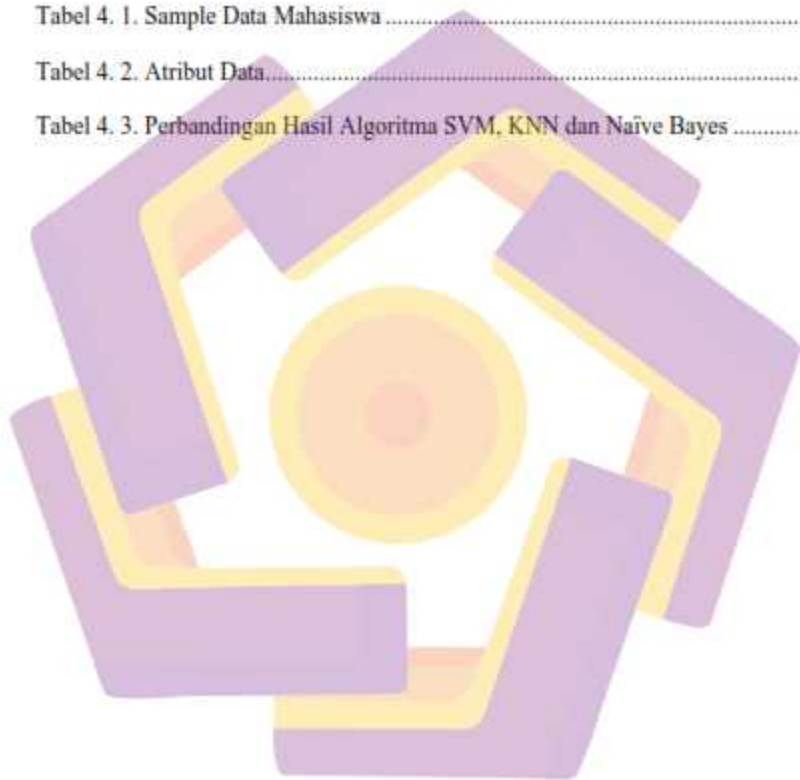 Tabel 4. 1. Sample Data Mahasiswa ........................................................................
Tabel 4. 2. Atribut Data..............................................................................................
Tabel 4. 3. Perbandingan Hasil Algoritma SVM, KNN dan Naïve Bayes ...........